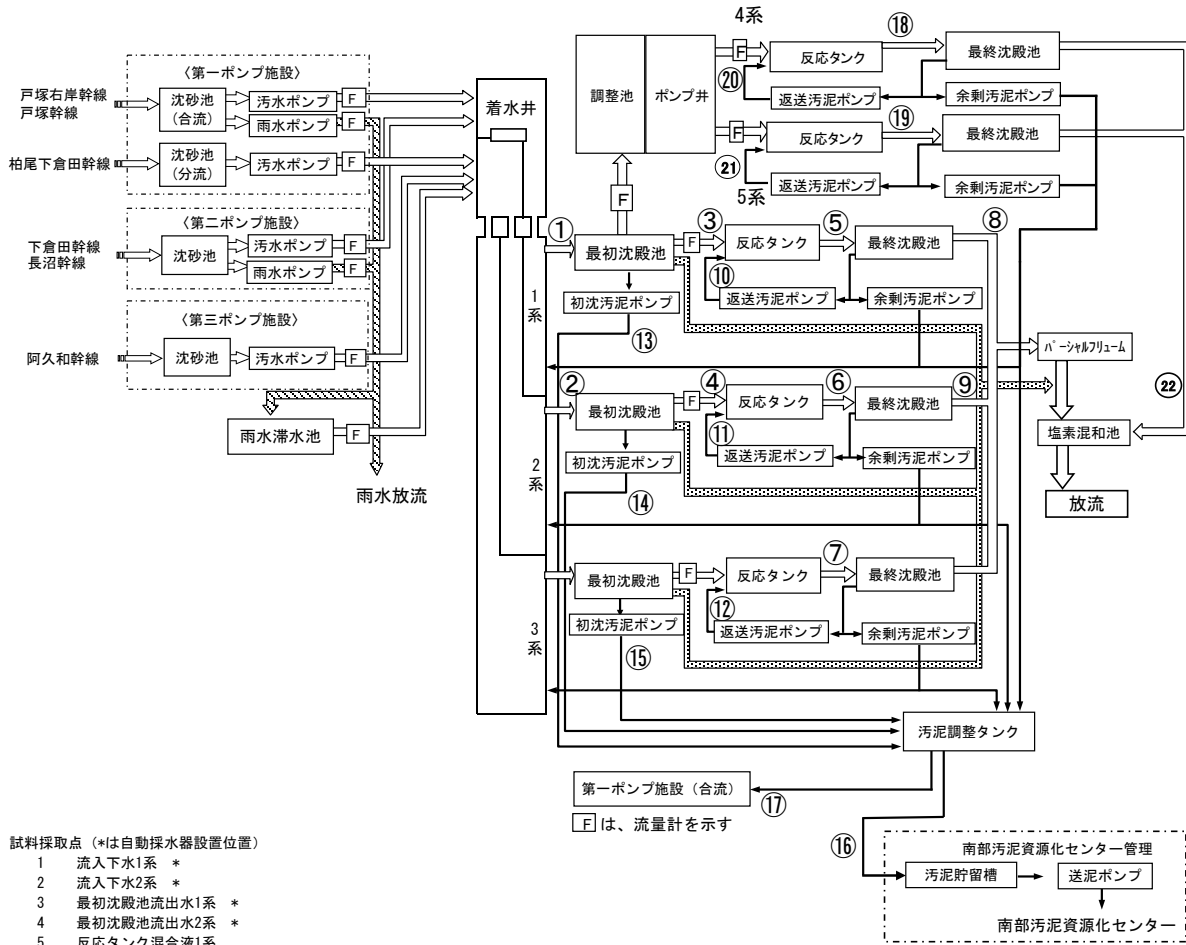 4系
⑱
〈第一ポンプ施設〉
戸塚右岸幹線
戸塚幹線
沈砂池
(合流)
汚水ポンプ
F
雨水ポンプ
F
柏尾下倉田幹線
沈砂池
(分流)
汚水ポンプ
F
〈第二ポンプ施設〉
下倉田幹線
長沼幹線
沈砂池
汚水ポンプ
F
雨水ポンプ
F
〈第三ポンプ施設〉
阿久和幹線
沈砂池
汚水ポンプ
F
雨水滞水池
F
雨水放流
着水井
1系
2系
3系
調整池
ポンプ井
F
F
反応タンク
最終沈殿池
⑳
返送汚泥ポンプ
余剰汚泥ポンプ
F
反応タンク
⑲
最終沈殿池
㉑
返送汚泥ポンプ
余剰汚泥ポンプ
5系
①
最初沈殿池
F
③
反応タンク
⑤
最終沈殿池
⑧
⑩
初沈汚泥ポンプ
返送汚泥ポンプ
余剰汚泥ポンプ
⑬
②
最初沈殿池
F
④
反応タンク
⑥
最終沈殿池
⑨
⑪
初沈汚泥ポンプ
返送汚泥ポンプ
余剰汚泥ポンプ
⑭
最初沈殿池
F
反応タンク
⑦
最終沈殿池
⑫
初沈汚泥ポンプ
返送汚泥ポンプ
余剰汚泥ポンプ
⑮
パーシャルフリューム
㉒
塩素混和池
放流
汚泥調整タンク
第一ポンプ施設（合流）
⑰
F は、流量計を示す
⑯
南部汚泥資源化センター管理
汚泥貯留槽
送泥ポンプ
南部汚泥資源化センター
試料採取点（*は自動採水器設置位置）
1 流入下水1系 *
2 流入下水2系 *
3 最初沈殿池流出水1系 *
4 最初沈殿池流出水2系 *
5 反応タンク混合液1系